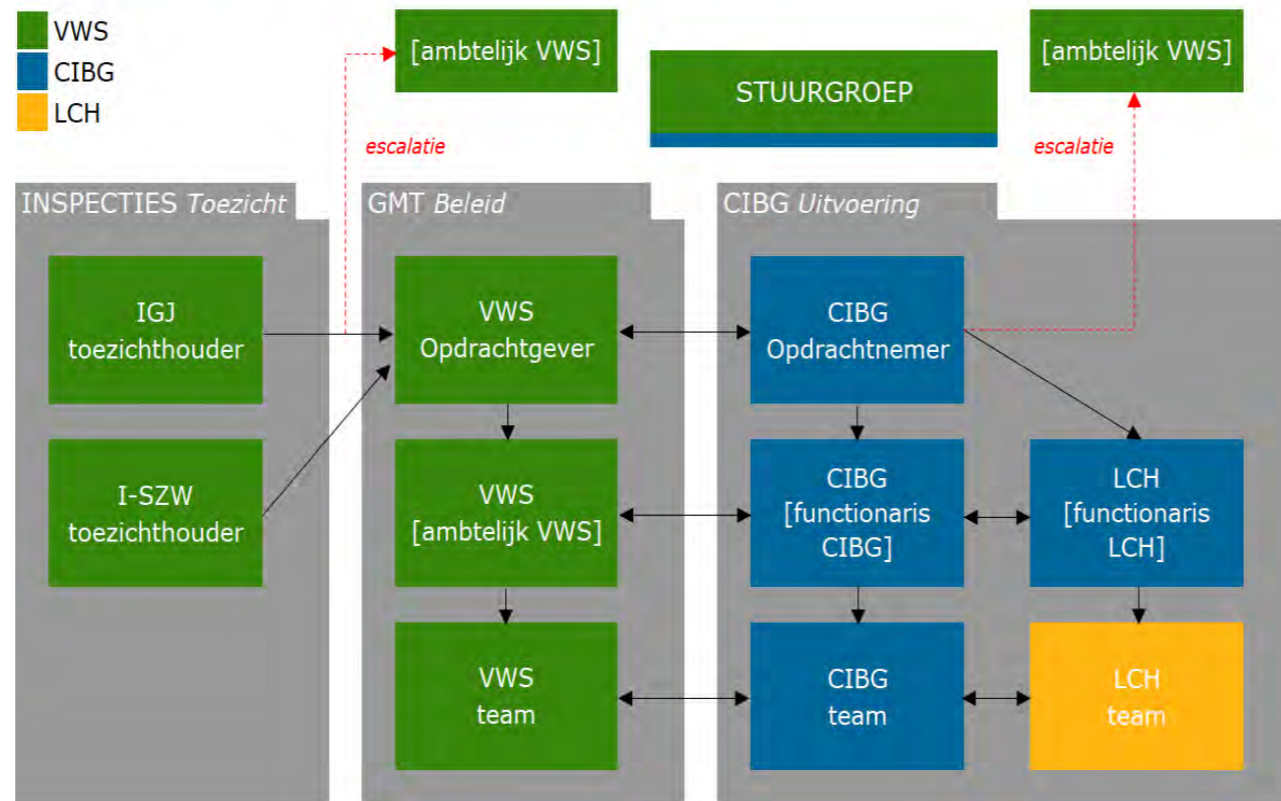 VWS
CIBG
LCH
[ambtelijk VWS]
STUURGROEP
[ambtelijk VWS]
escalatie
escalatie
INSPECTIES Toezicht
GMT Beleid
CIBG Uitvoering
IGJ
toezichthouder
VWS
Opdrachtgever
CIBG
Opdrachtnemer
I-SZW
toezichthouder
VWS
[ambtelijk VWS]
CIBG
[functionaris
CIBG]
LCH
[functionaris
LCH]
VWS
team
CIBG
team
LCH
team